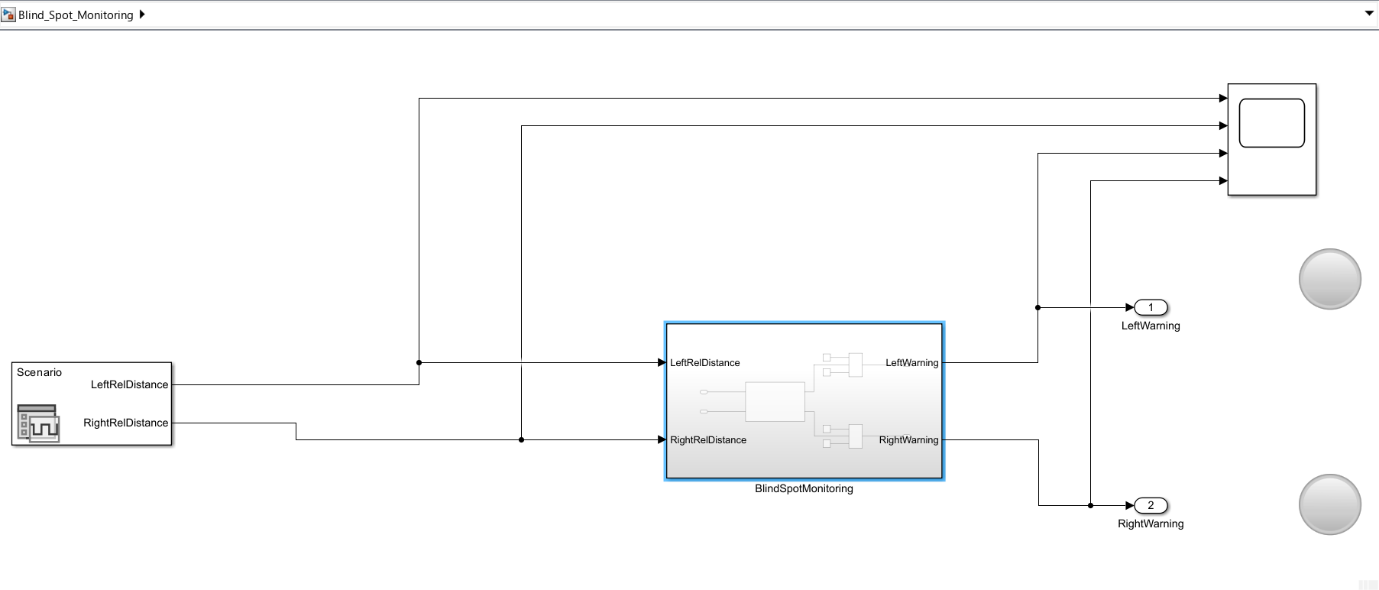 Blind_Spot_Monitoring
Scenario
LeftRelDistance
RightRelDistance
LeftRelDistance
LeftWarning
RightRelDistance
RightWarning
BlindSpotMonitoring
1
LeftWarning
2
RightWarning